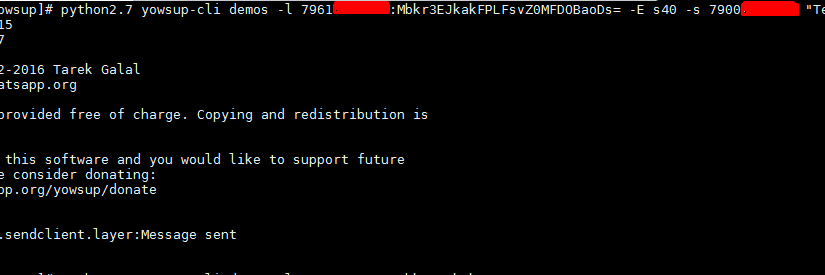 owsup]# python2.7 yowsup-cli demos -l 7961 :Mbkr3EJkakFPLFsvZ0MFDOBaoDs= -E s40 -s 7900 "Te
15
7
2-2016 Tarek Galal
atsapp.org
provided free of charge. Copying and redistribution is
this software and you would like to support future
e consider donating:
pp.org/yowsup/donate
.sendclient.layer:Message sent